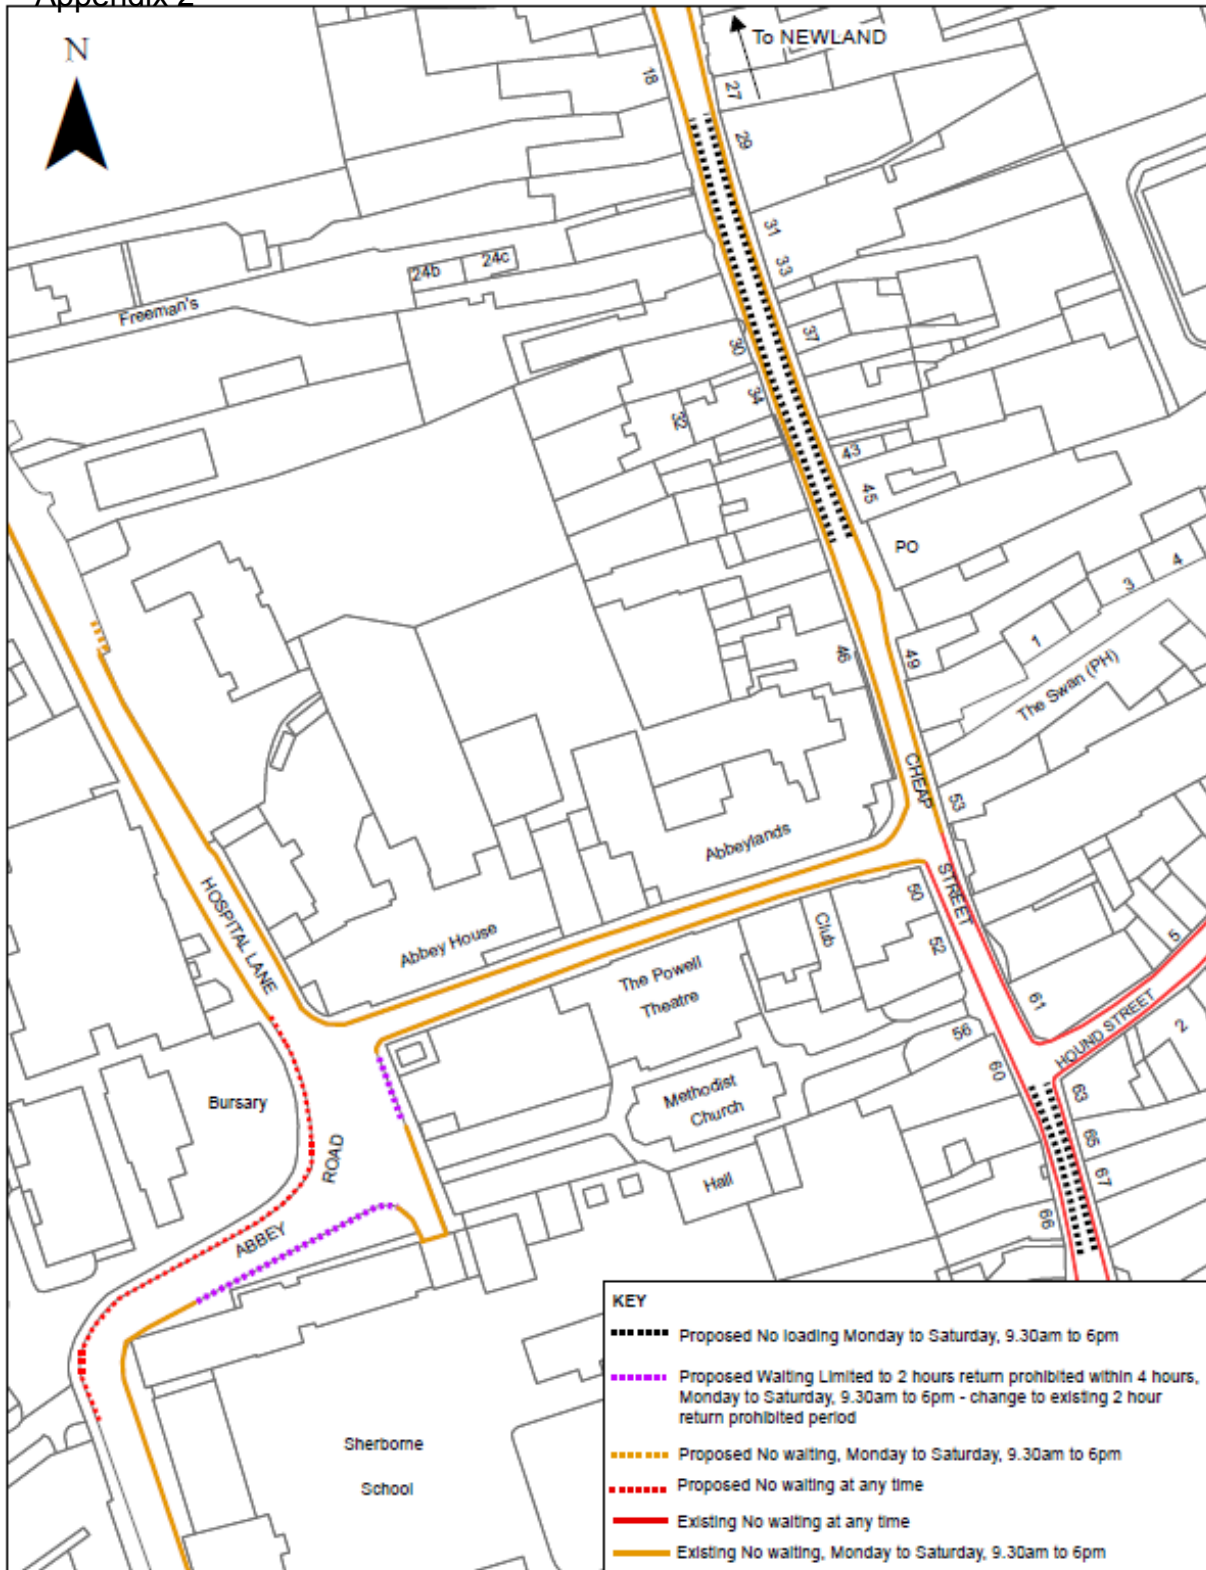 Appendix 2
N
To NEWLAND
18
27
29
31
33
24b
24c
Freeman's
37
30
34
32
43
45
PO
3
4
1
46
49
The Swan (PH)
CHEAP
53
Abbeylands
STREET
50
52
Club
HOSPITAL LANE
Abbey House
The Powell
Theatre
5
61
HOUND STREET
2
56
60
63
65
67
66
Bursary
Methodist
Church
Hall
ROAD
ABBEY
Sherborne
School
KEY
Proposed No loading Monday to Saturday, 9.30am to 6pm
Proposed Waiting Limited to 2 hours return prohibited within 4 hours,
Monday to Saturday, 9.30am to 6pm - change to existing 2 hour
return prohibited period
Proposed No waiting, Monday to Saturday, 9.30am to 6pm
Proposed No waiting at any time
Existing No waiting at any time
Existing No waiting, Monday to Saturday, 9.30am to 6pm